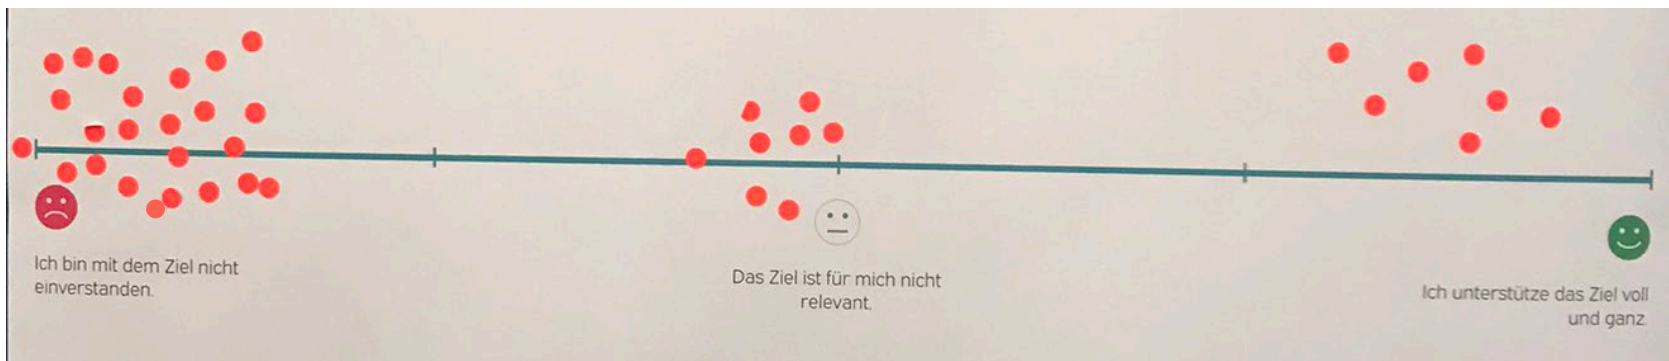 Ich bin mit dem Ziel nicht
einverstanden.
Das Ziel ist für mich nicht
relevant.
Ich unterstütze das Ziel voll
und ganz.